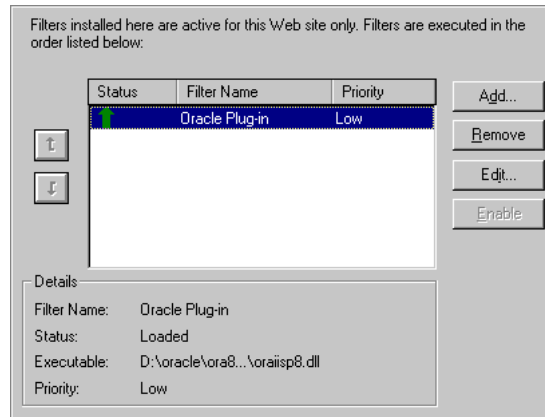 Filters installed here are active for this Web site only. Filters are executed in the
order listed below:
Status Filter Name Priority
Oracle Plug-in Low
Add...
Remove
Edit...
Enable
Details
Filter Name: Oracle Plug-in
Status: Loaded
Executable: D:\oracle\ora8...\oraiisp8.dll
Priority: Low